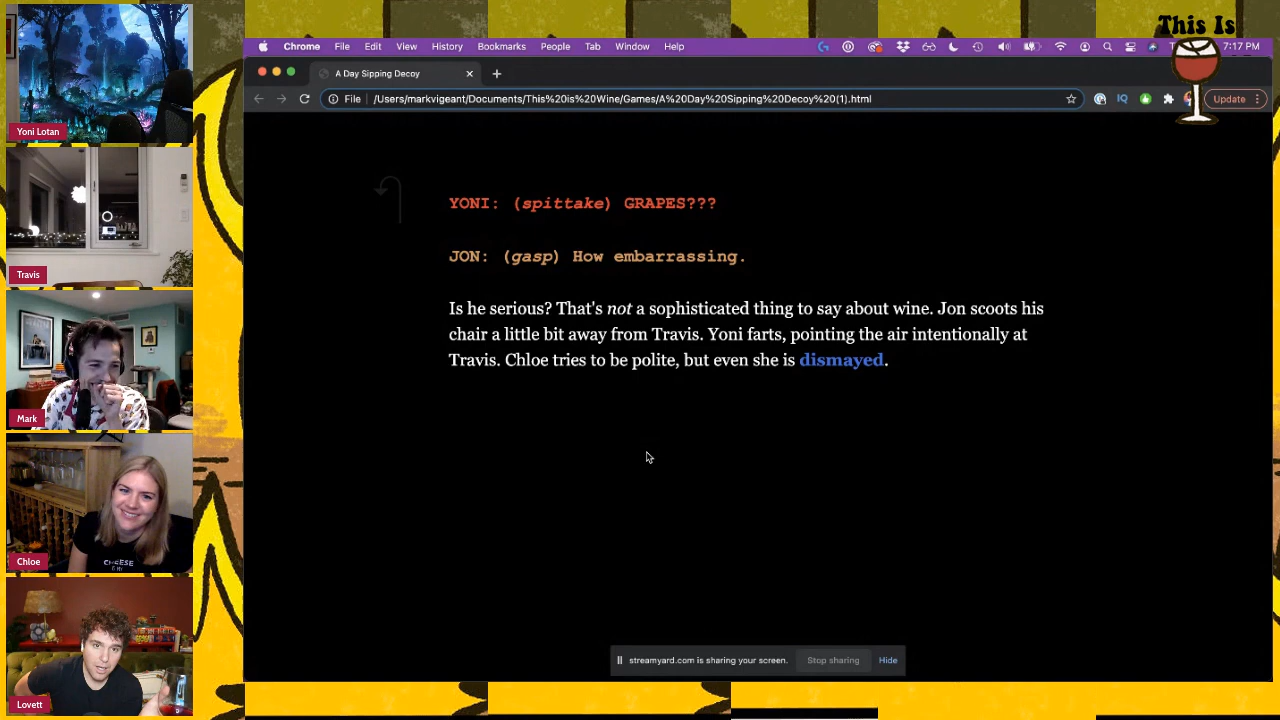 This Is
Chrome File Edit View History Bookmarks People Tab Window Help
7:17 PM
A Day Sipping Decoy
File /Users/markvigeant/Documents/This%20is%20Wine/Games/A%20Day%20Sipping%20Decoy%20(1).html
IQ
Update
YONI: (spittake) GRAPES???
JON: (gasp) How embarrassing.
Is he serious? That's not a sophisticated thing to say about wine. Jon scoots his
chair a little bit away from Travis. Yoni farts, pointing the air intentionally at
Travis. Chloe tries to be polite, but even she is dismayed.
streamyard.com is sharing your screen. Stop sharing Hide
Yoni Lotan
Travis
Mark
CHEESE
Chloe
Lovett